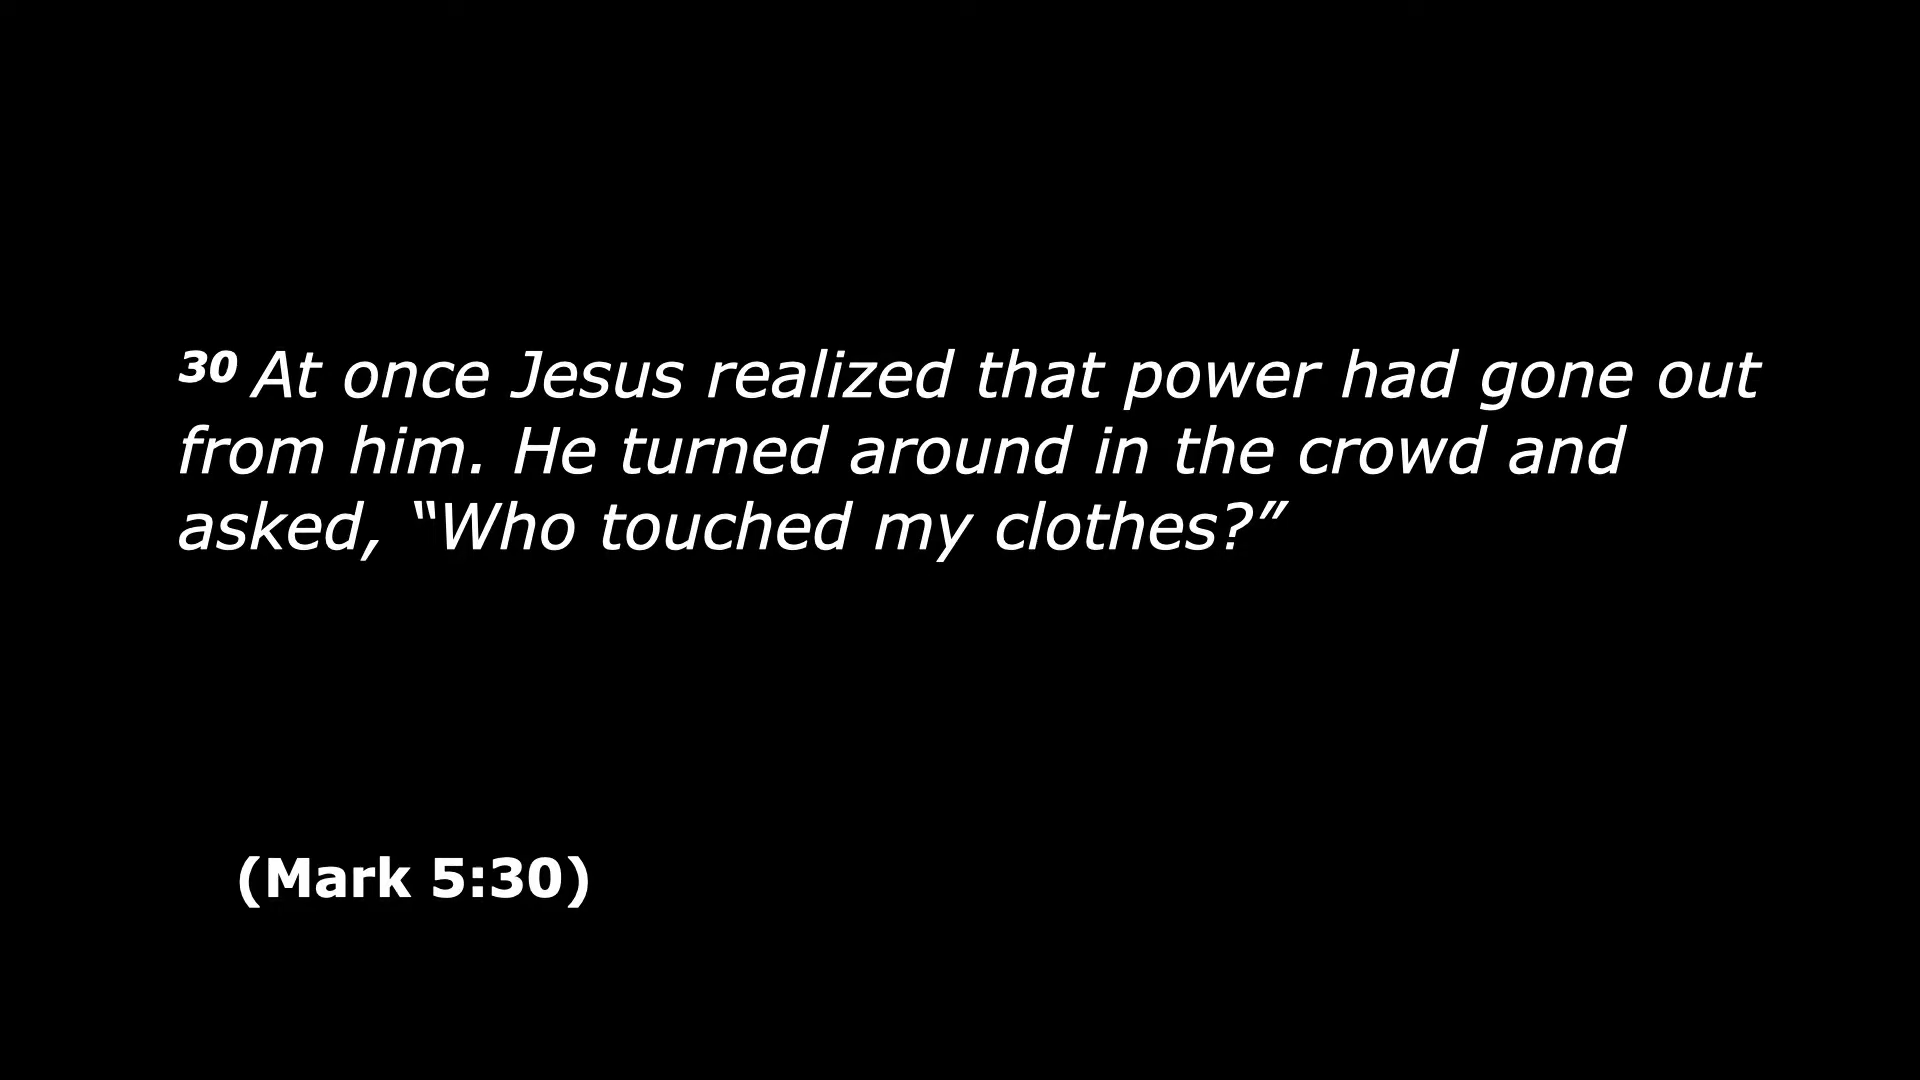 30 At once Jesus realized that power had gone out
from him. He turned around in the crowd and
asked, “Who touched my clothes?”
(Mark 5:30)